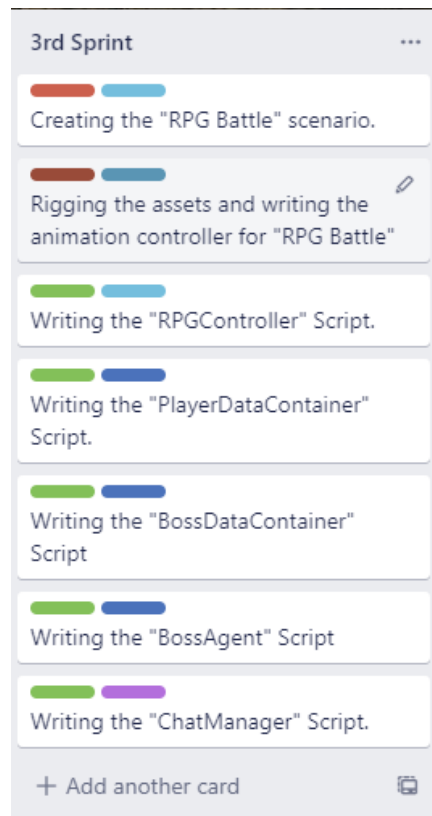 3rd Sprint
Creating the "RPG Battle" scenario.
Rigging the assets and writing the
animation controller for "RPG Battle"
Writing the "RPGController" Script.
Writing the "PlayerDataContainer"
Script.
Writing the "BossDataContainer"
Script
Writing the "BossAgent" Script
Writing the "ChatManager" Script.
+ Add another card